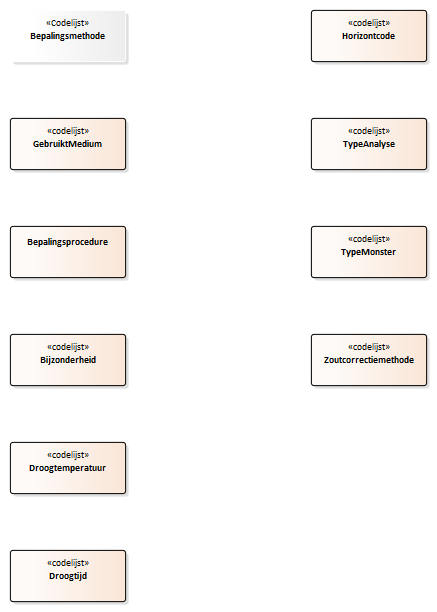 «Codelijst»
Bepalingsmethode
«codelijst»
Horizontcode
«codelijst»
GebruiktMedium
«codelijst»
TypeAnalyse
Bepalingsprocedure
«codelijst»
TypeMonster
«codelijst»
Bijzonderheid
«codelijst»
Zoutcorrectiemethode
«codelijst»
Droogtemperatuur
«codelijst»
Droogtijd